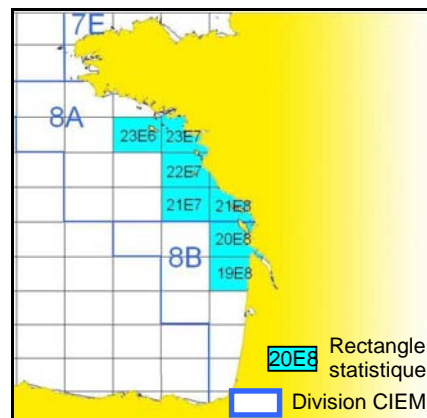 7E
8A
23E6 23E7
22E7
21E7 21E8
8B 20E8
19E8
20E8 Rectangle
statistique
Division CIEM